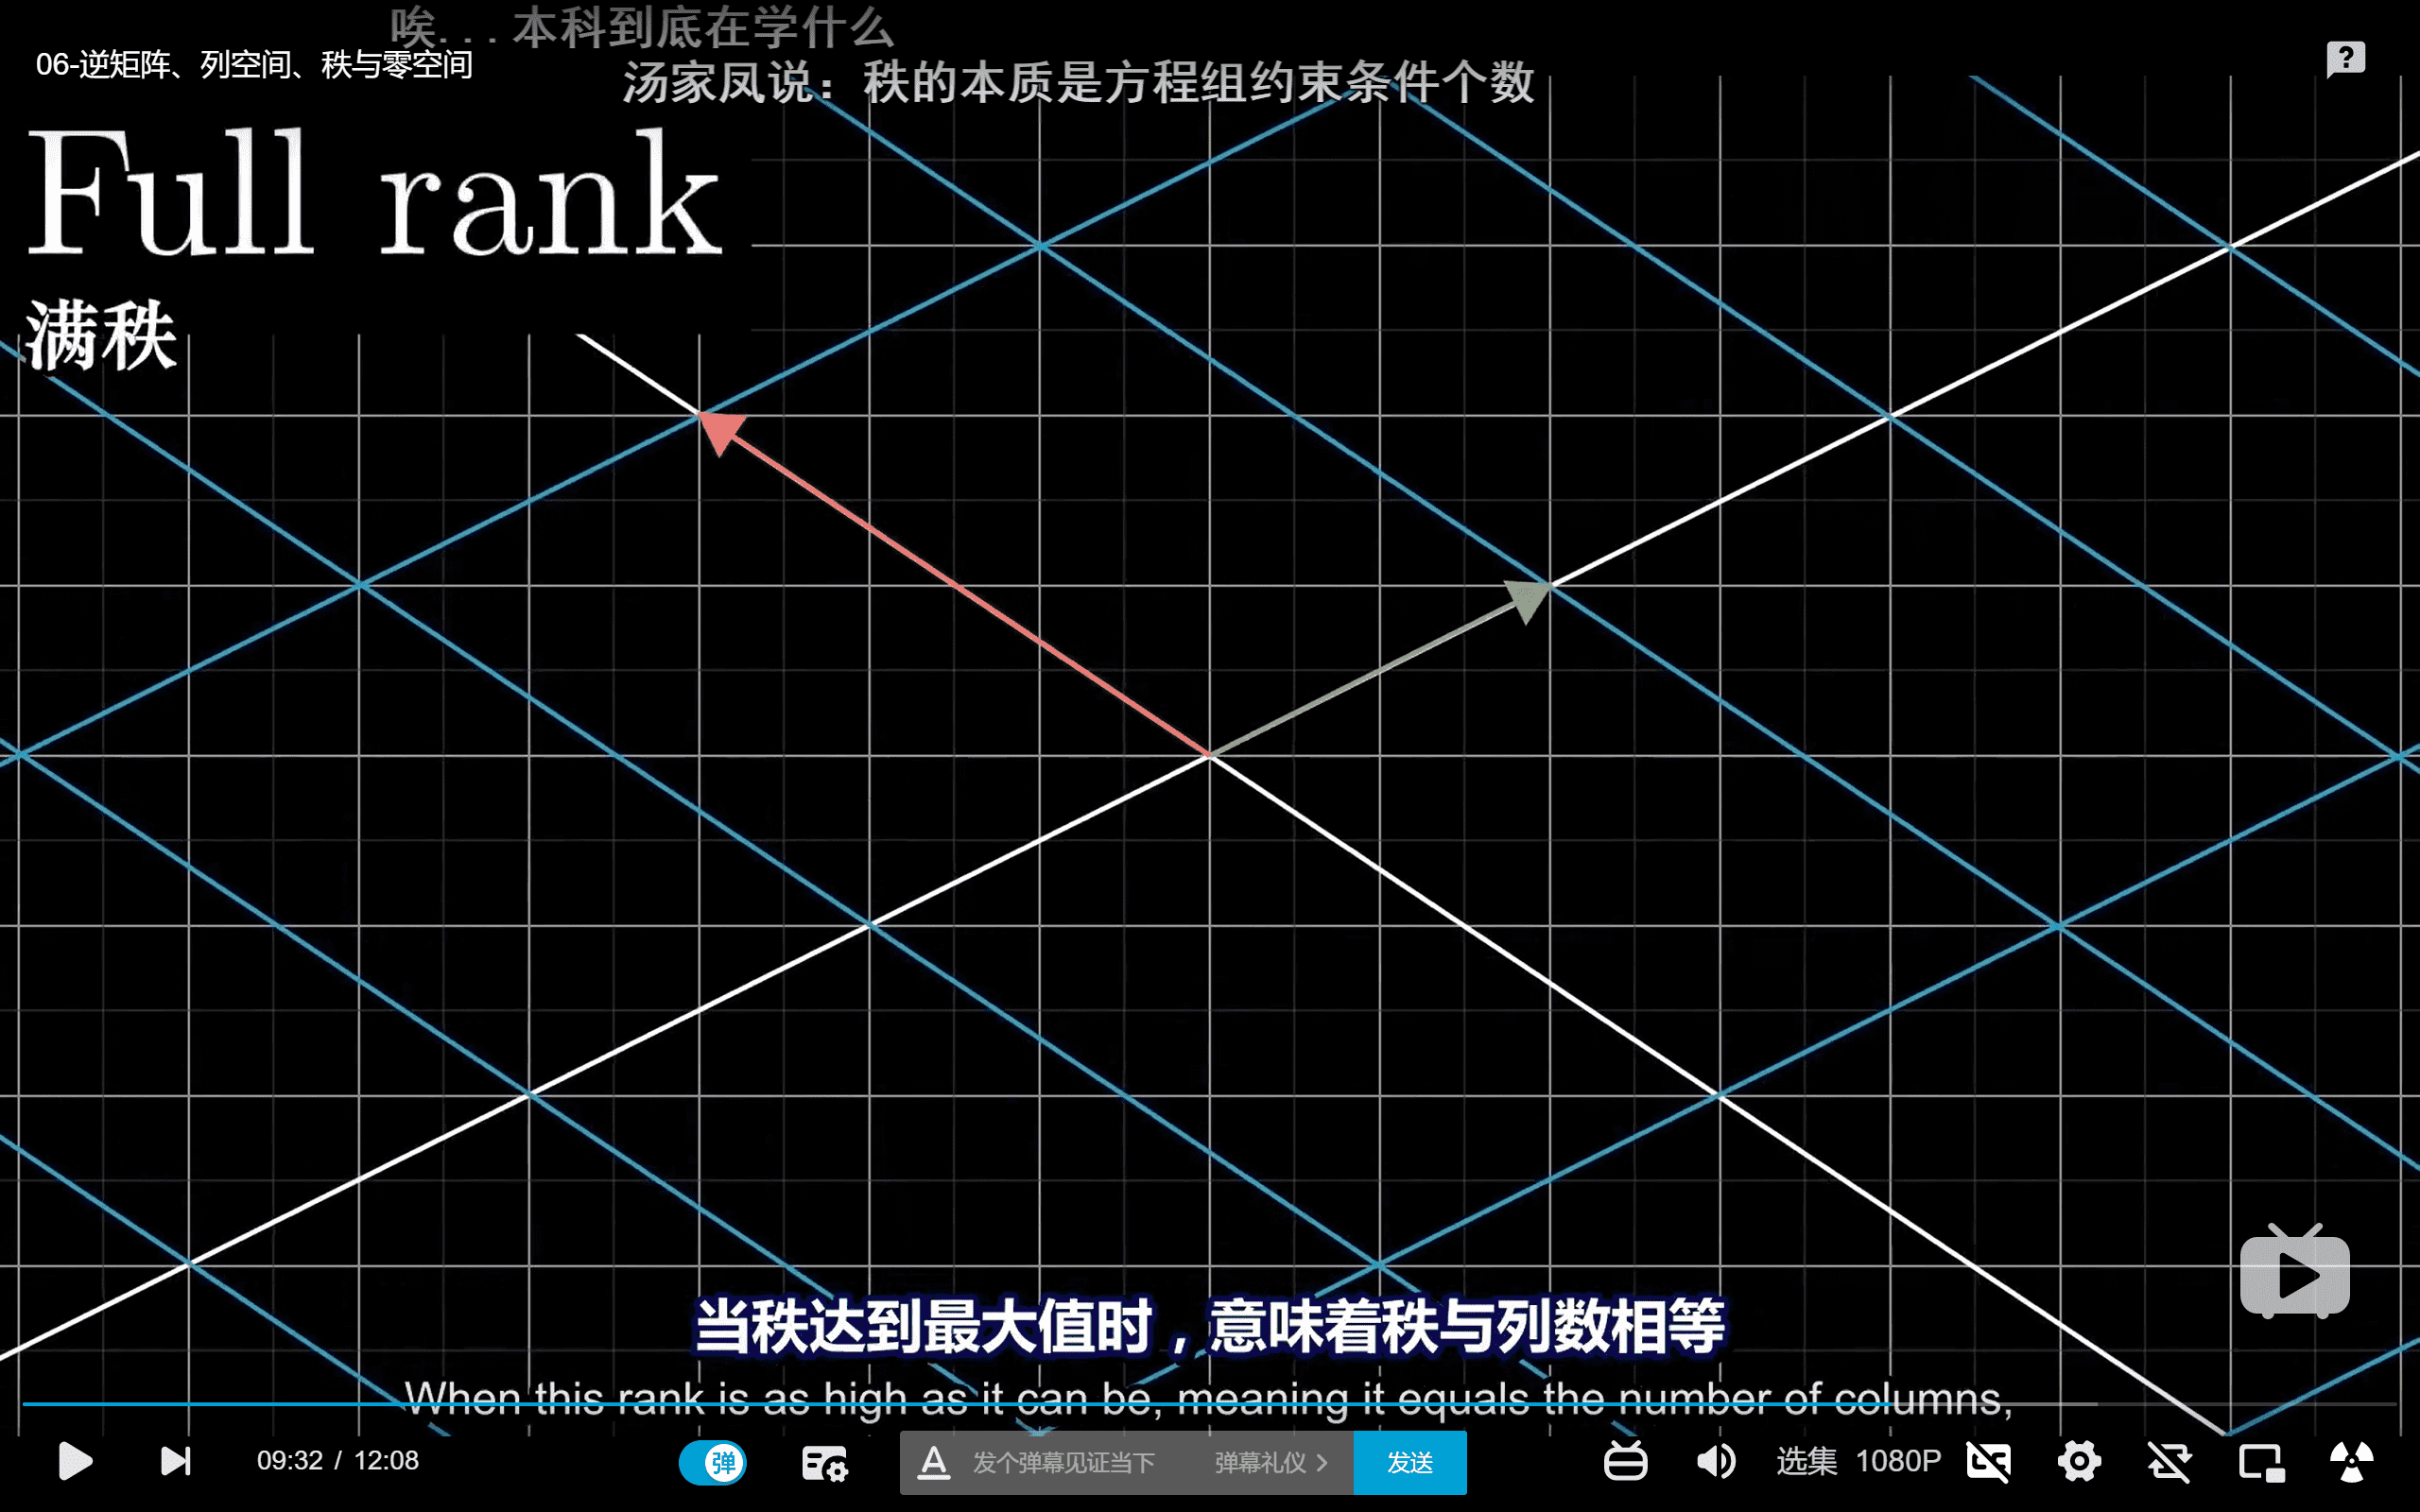 唉...本科到底在学什么
06-逆矩阵、列空间、秩与零空间
汤家凤说：秩的本质是方程组约束条件个数
Full rank
满秩
当秩达到最大值时，意味着秩与列数相等
When this rank is as high as it can be, meaning it equals the number of columns,
09:32 / 12:08
弹
发个弹幕见证当下
弹幕礼仪 >
发送
选集
1080P